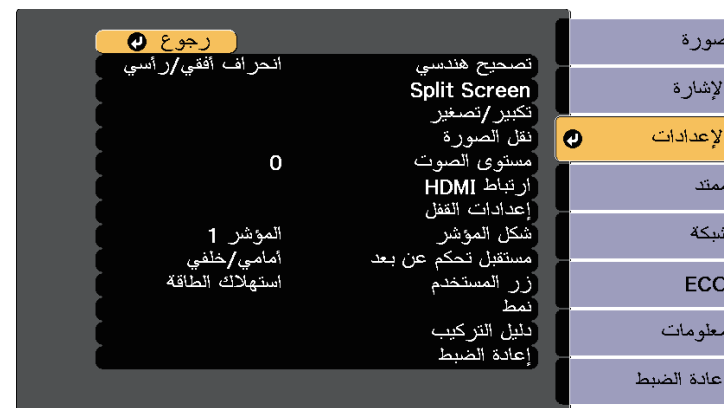 صورة
الإشارة
الإعدادات
ممتد
شبكة
ECO
معلومات
إعادة الضبط
رجوع
تصحيح هندسي انحراف أفقي/رأسي
Split Screen
تكبير/تصغير
نقل الصورة
مستوى الصوت 0
ارتباط HDMI
إعدادات القفل
شكل المؤشر المؤشر 1
مستقبل تحكم عن بعد أمامي/خلفي
زر المستخدم استهلاك الطاقة
نمط
دليل التركيب
إعادة الضبط